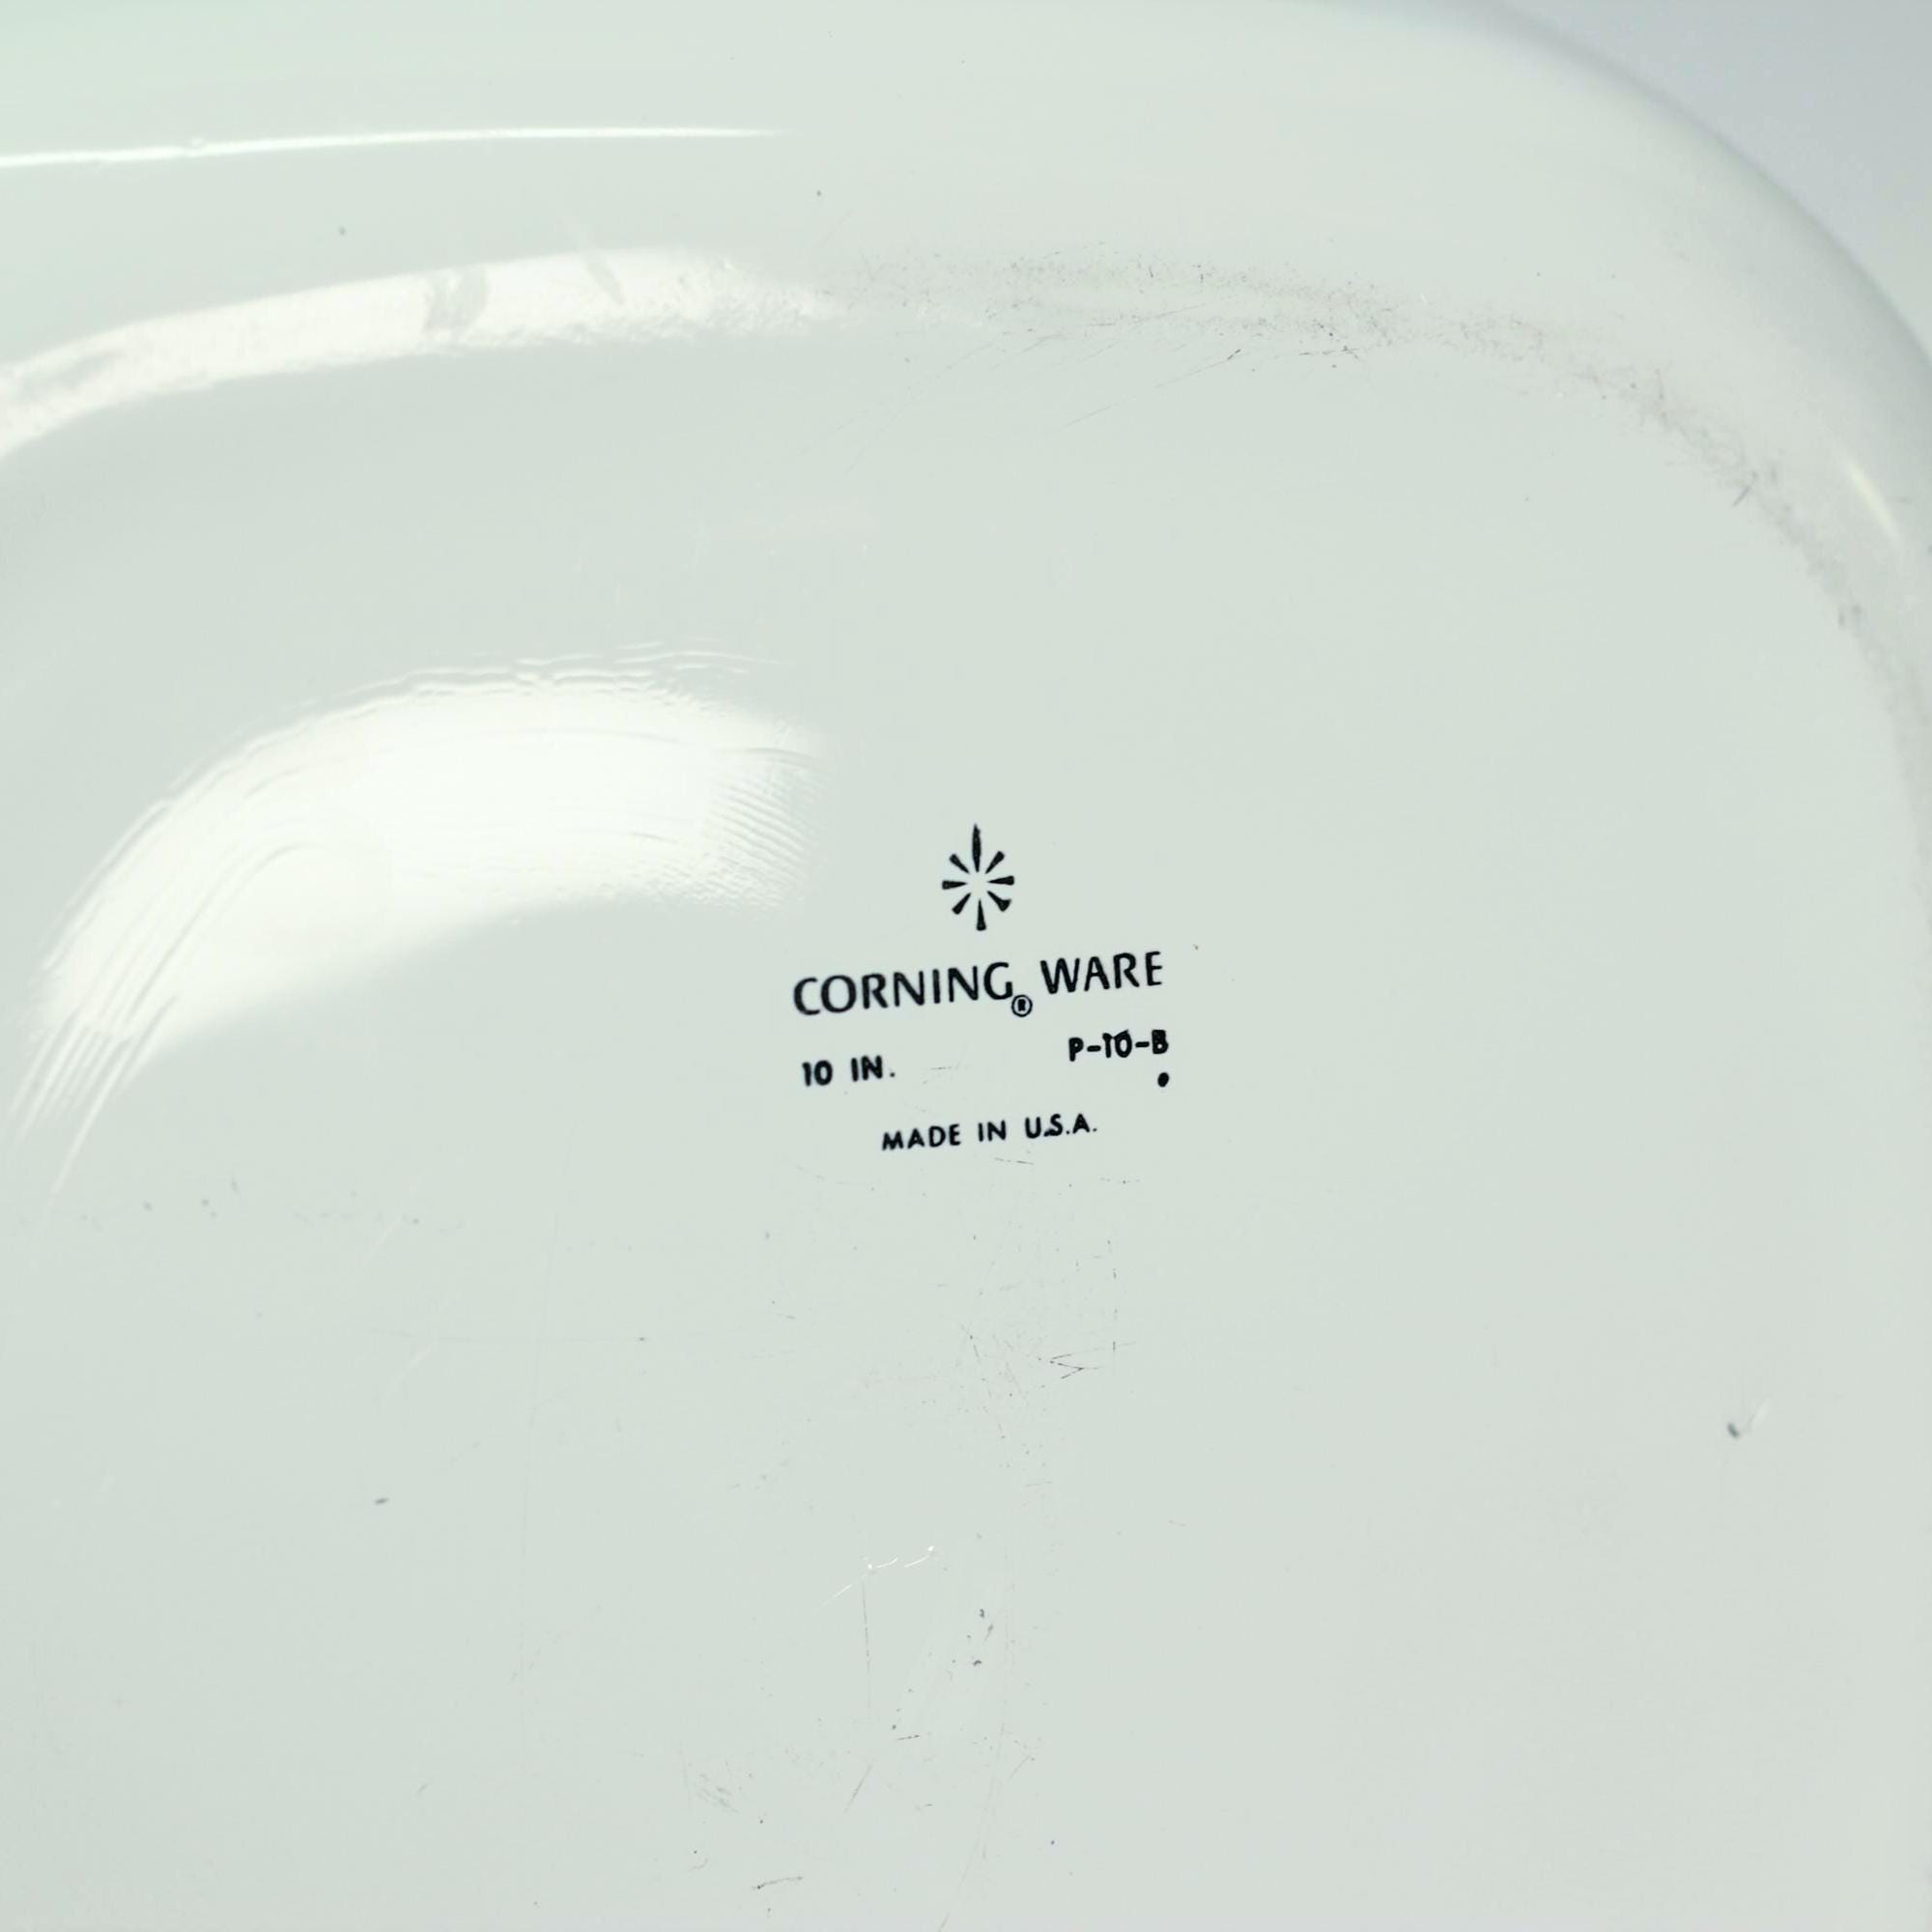 CORNING® WARE
10 IN. P-10-B
MADE IN U.S.A.